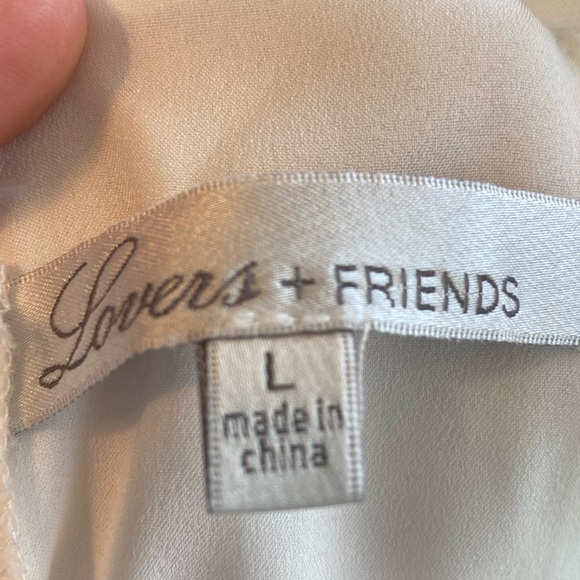 Lovers + FRIENDS
L
made in
china